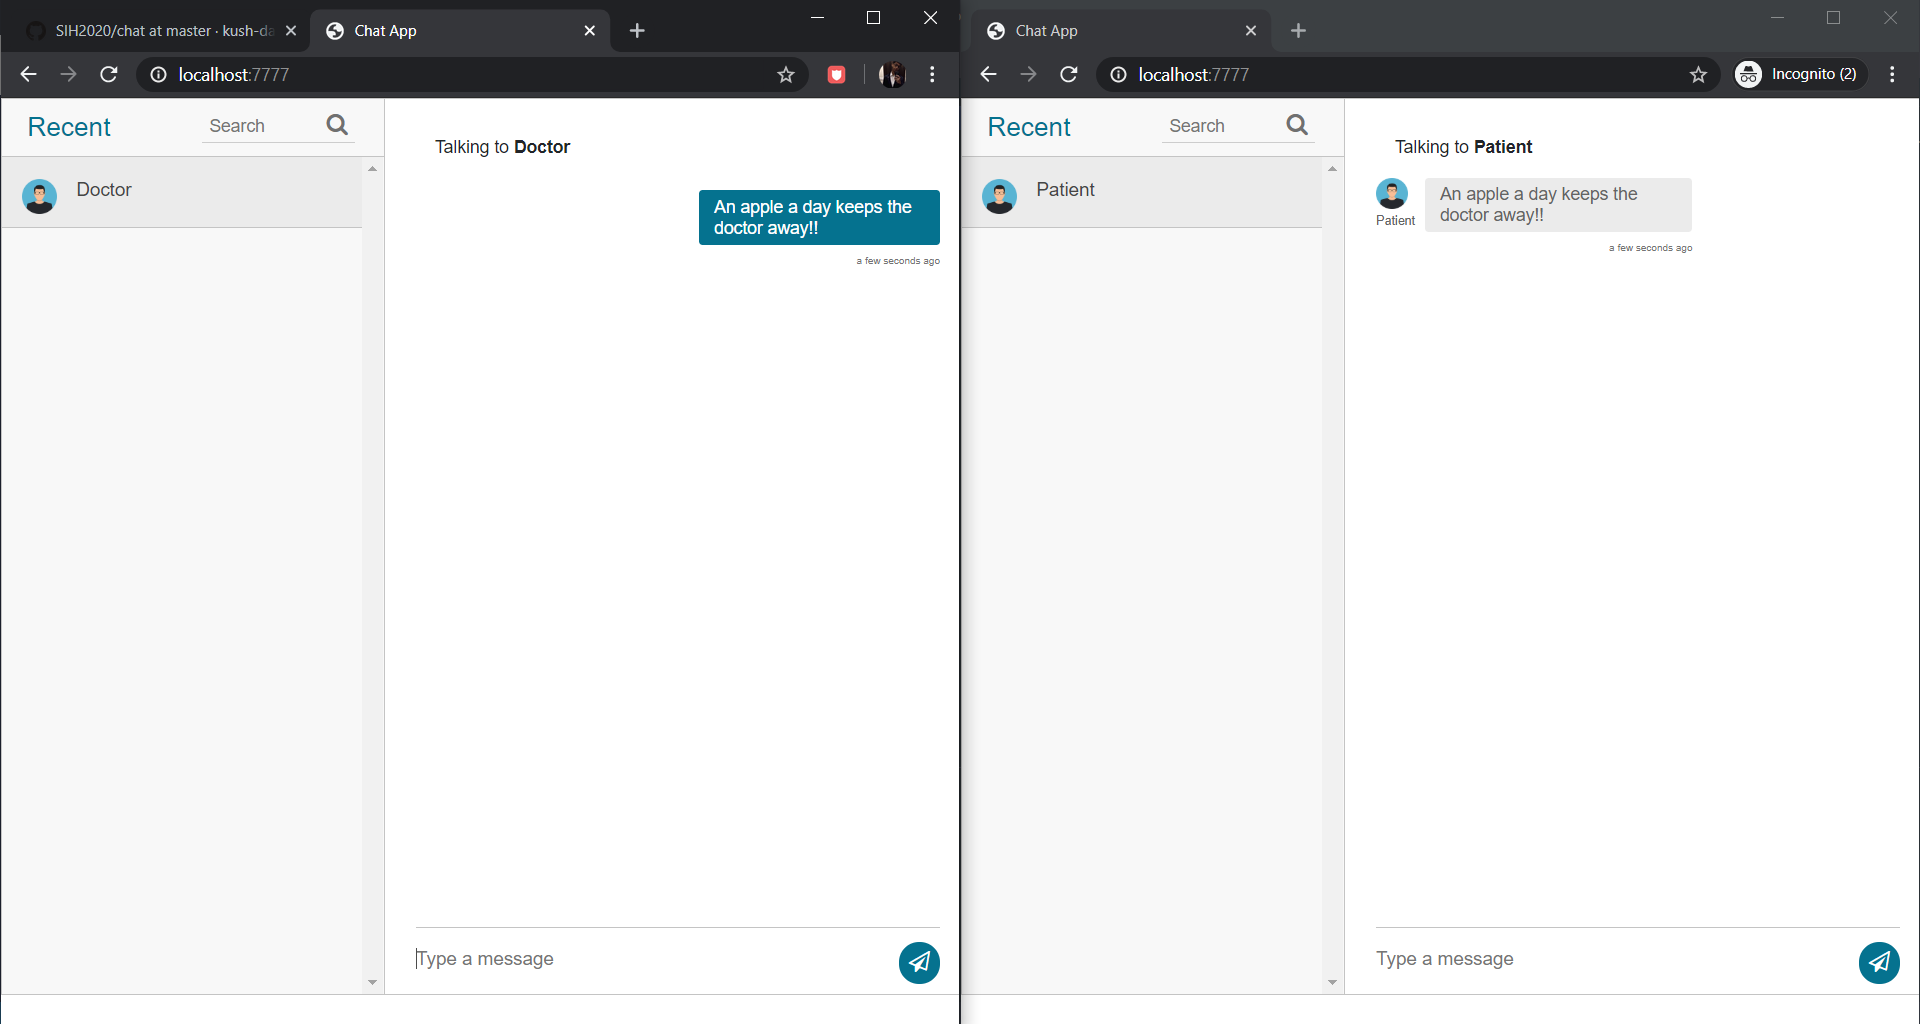 SIH2020/chat at master · kush-da
Chat App
localhost:7777
Recent
Search
Doctor
Talking to Doctor
An apple a day keeps the
doctor away!!
a few seconds ago
Type a message
Chat App
localhost:7777
Incognito (2)
Recent
Search
Patient
Talking to Patient
Patient
An apple a day keeps the
doctor away!!
a few seconds ago
Type a message